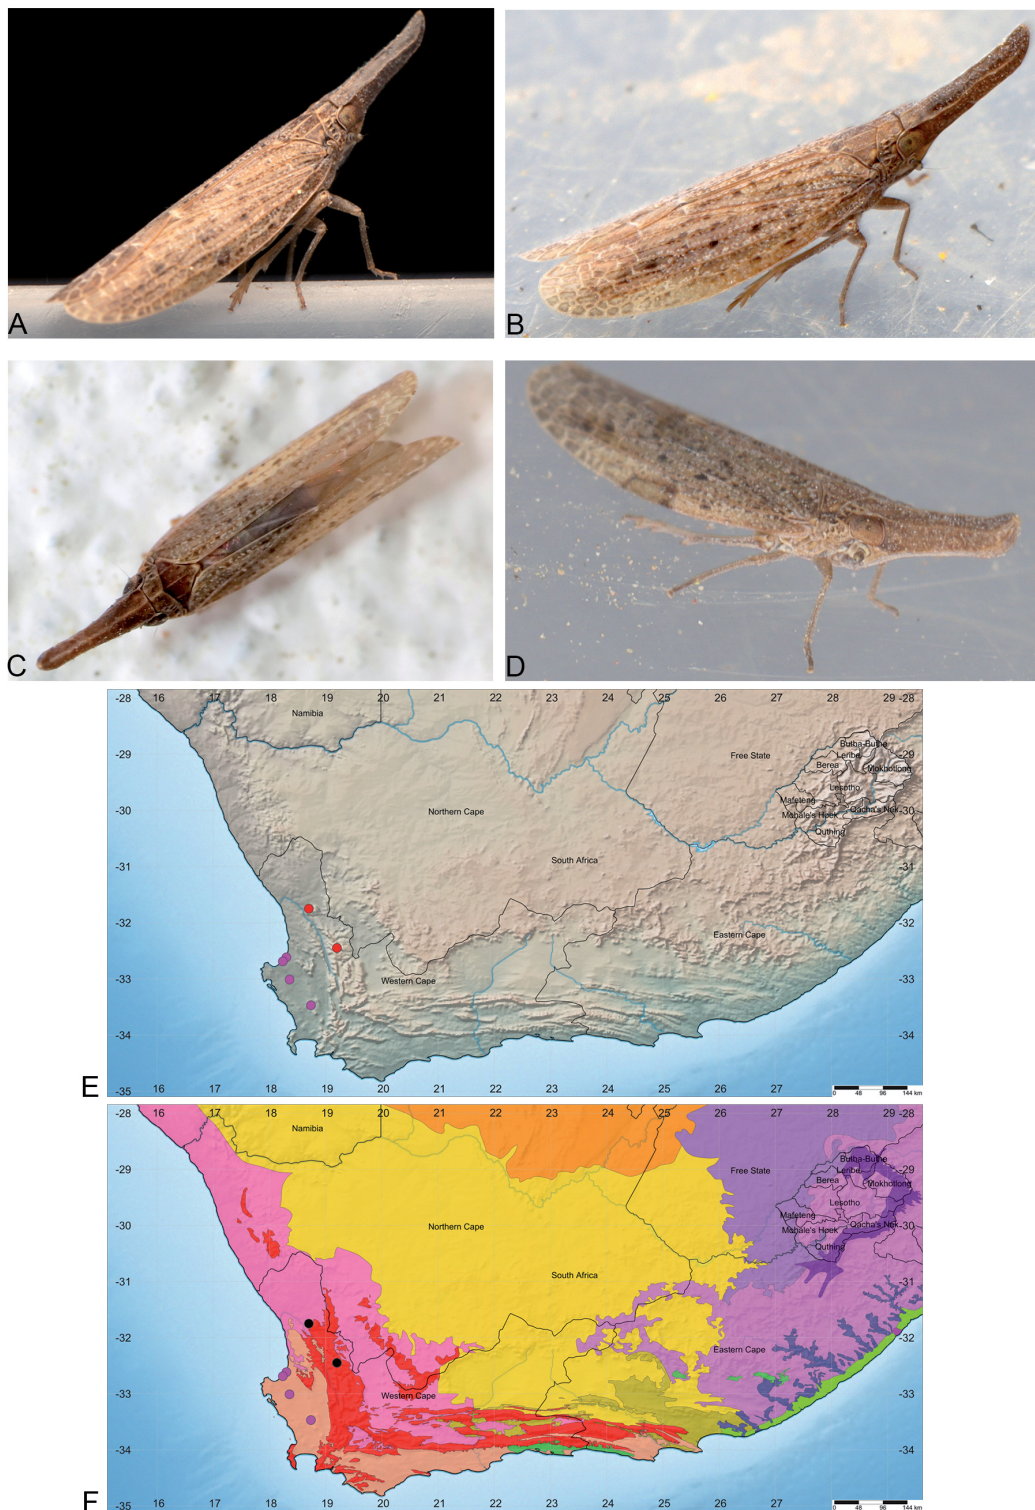 A
B
C
D
-28 16 17 18 19 20 21 22 23 24 25 26 27 28 29 -28
Namibia
-29 Free State Butha-Buthe -29
Leribe
Berea Mokhotlong
Lesotho
Mafeteng
-30 Northern Cape Mohale's Hoek Qacha's Nek -30
Quthing
-31 South Africa -31
-32 Eastern Cape -32
-33 Western Cape -33
-34 -34
E -35 16 17 18 19 20 21 22 23 24 25 26 27
0 48 96 144 km
-28 16 17 18 19 20 21 22 23 24 25 26 27 28 29 -28
Namibia
-29 Free State Butha-Buthe -29
Leribe
Berea Mokhotlong
Lesotho
Mafeteng
-30 Northern Cape Mohale's Hoek Qacha's Nek -30
Quthing
-31 South Africa -31
-32 Eastern Cape -32
-33 Western Cape -33
-34 -34
F -35 16 17 18 19 20 21 22 23 24 25 26 27
0 48 96 144 km